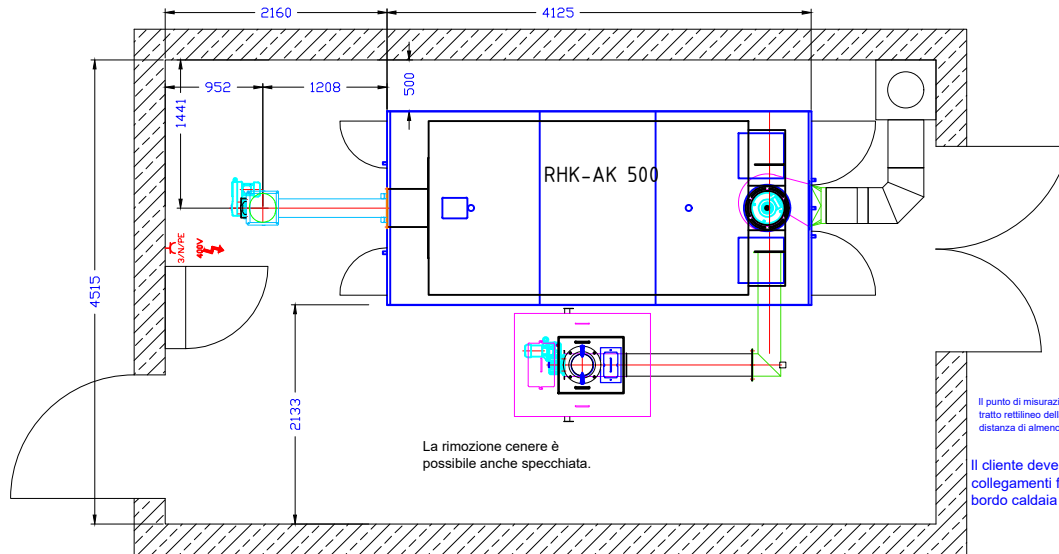 2160
4125
952
1208
500
1441
RHK-AK 500
3/N/PE
400V
4515
2133
La rimozione cenere è
possibile anche specchiata.
Il punto di misurazi
tratto rettilineo dell
distanza di almeno
Il cliente deve
collegamenti f
bordo caldaia